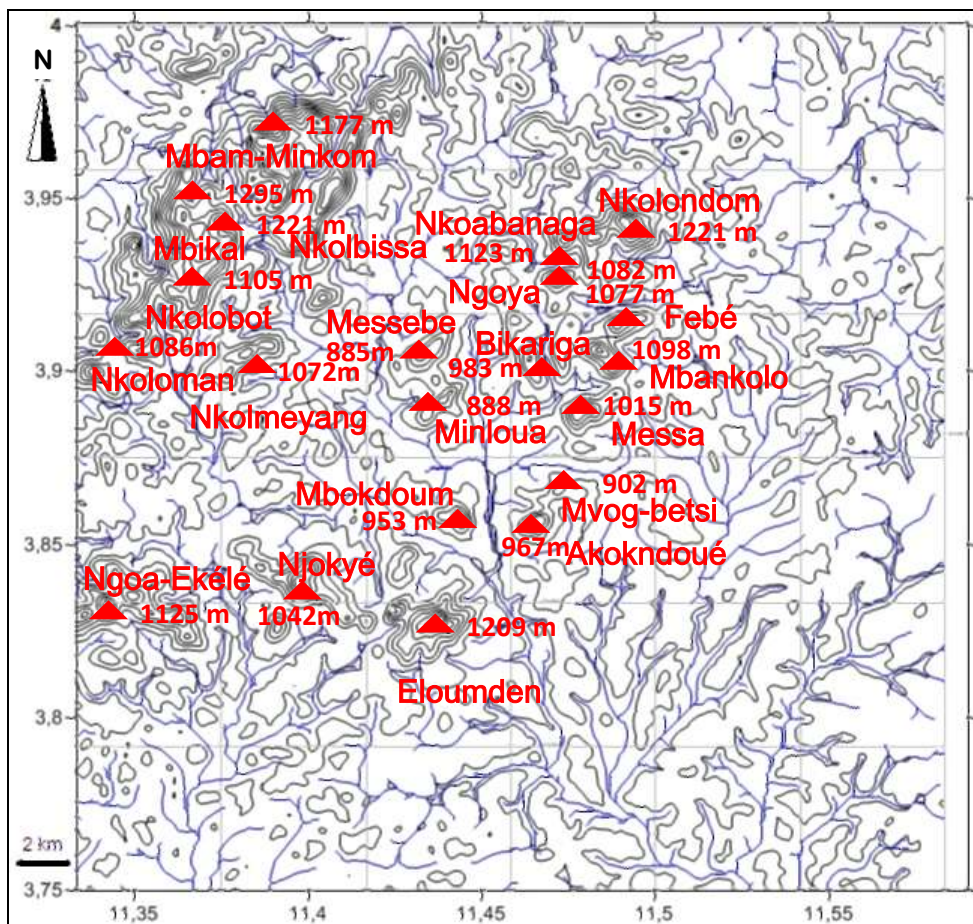 4
N
1177 m
Mbam-Minkom
1295 m
3,95
Nkolondom
1221 m
Nkoabanaga
1221 m
Mbikal
Nkolbissa
1123 m
1105 m
1082 m
Ngoya
1077 m
Nkolobot
Messebe
Febé
1086m
885m
Bikariga
1098 m
3,9
1072m
983 m
Nkoloman
Mbankolo
Nkolmeyang
888 m
1015 m
Minloua
Messa
Mbokdoum
902 m
953 m
Mvog-betsi
3,85
967m
Akokndoué
Njokyé
Ngoa-Ekélé
1125 m
1042m
1209 m
Eloumden
3,8
2 km
3,75
11,35
11,4
11,45
11,5
11,55